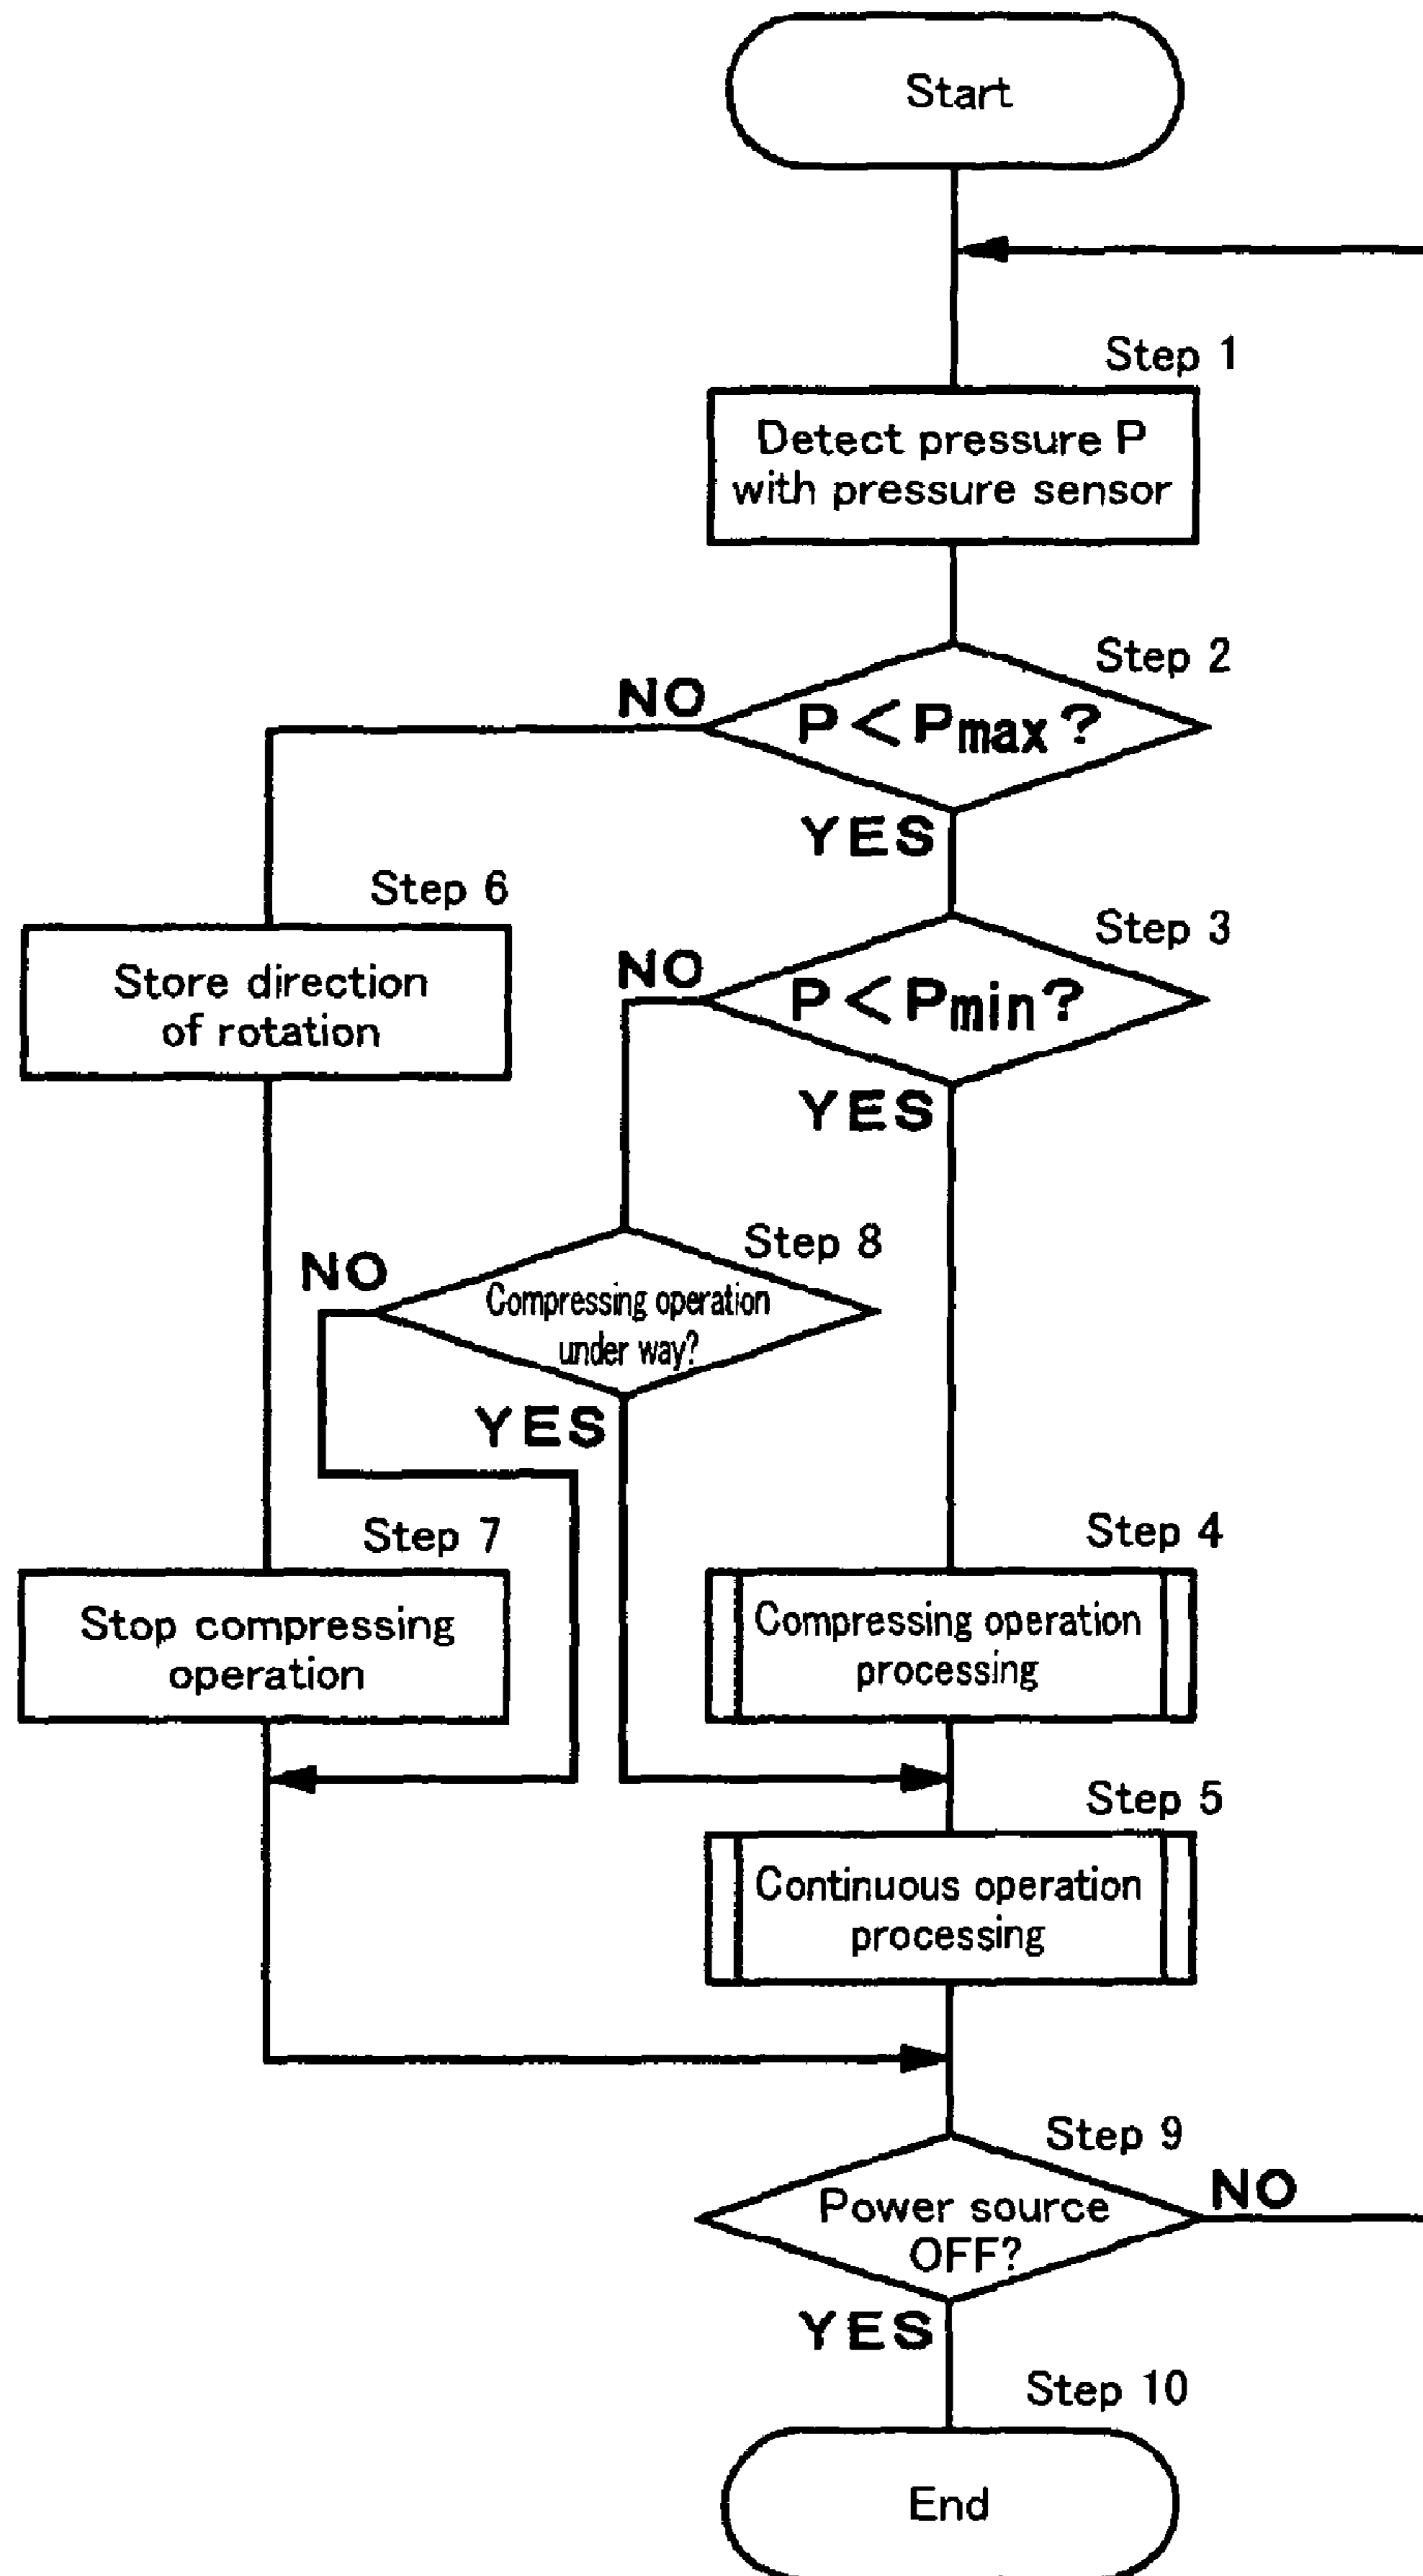 Start
Step 1
Detect pressure P
with pressure sensor
Step 2
NO
P<Pmax?
YES
Step 6
Store direction
of rotation
Step 3
NO
P<Pmin?
YES
Step 8
NO
Compressing operation
under way?
YES
Step 7
Stop compressing
operation
Step 4
Compressing operation
processing
Step 5
Continuous operation
processing
Step 9
Power source
OFF?
NO
YES
Step 10
End